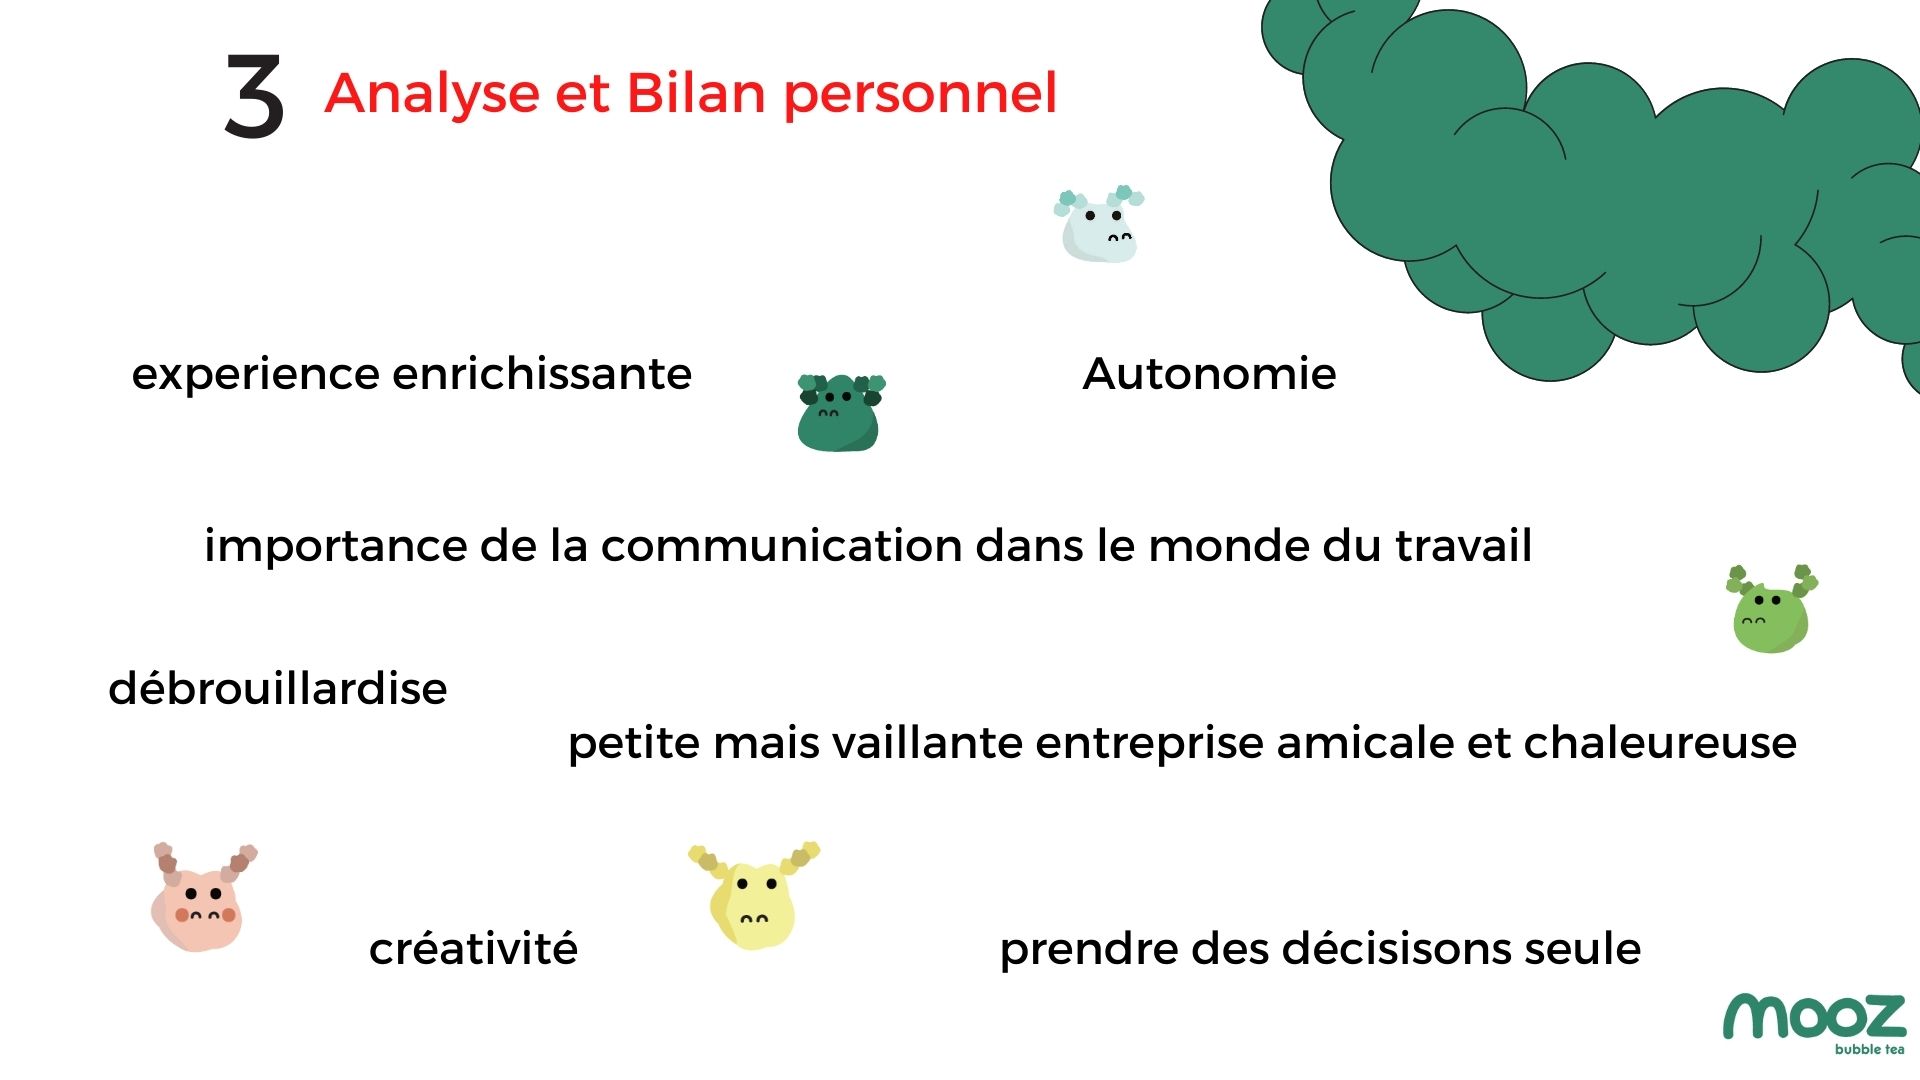 3 Analyse et Bilan personnel
experience enrichissante
Autonomie
importance de la communication dans le monde du travail
débrouillardise
petite mais vaillante entreprise amicale et chaleureuse
créativité
prendre des décisisons seule
mooz
bubble tea